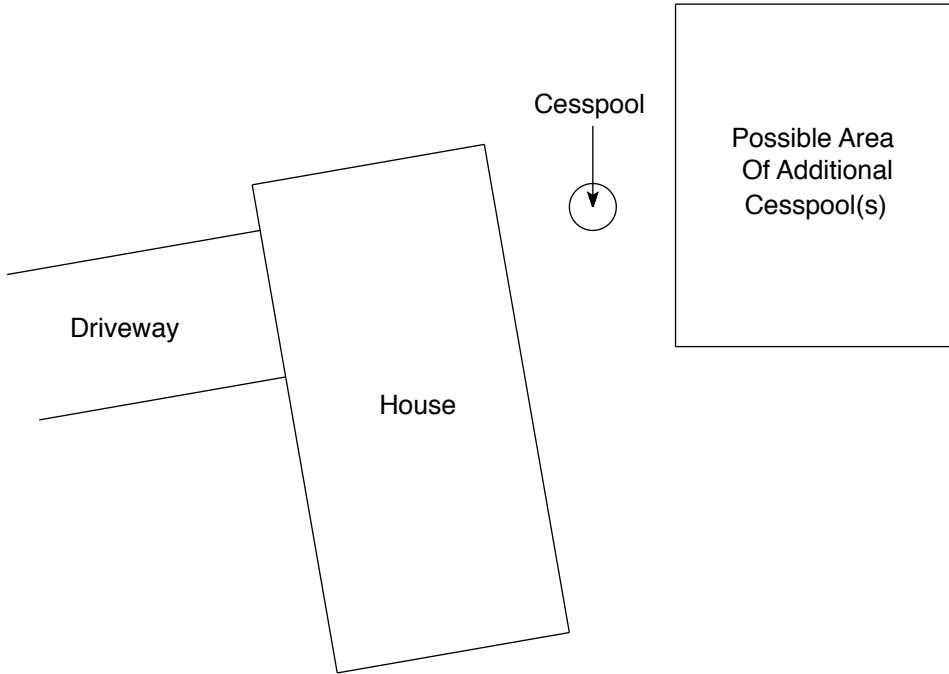 Cesspool
Possible Area
Of Additional
Cesspool(s)
Driveway
House